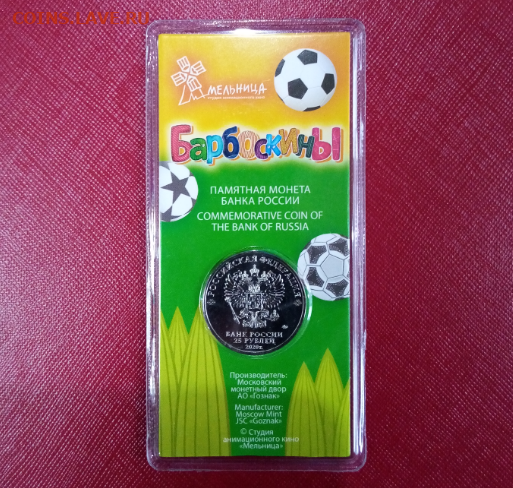 МЕЛЬНИЦА
Барбоскины
ПАМЯТНАЯ МОНЕТА
БАНКА РОССИИ
COMMEMORATIVE COIN OF
THE BANK OF RUSSIA
РОССИЙСКАЯ ФЕДЕРАЦИЯ
БАНК РОССИИ
25 РУБЛЕЙ
2020г.
Производитель:
Московский
монетный двор
АО «Гознак»
Manufacturer:
Moscow Mint
JSC «Goznak»
© Студия
анимационного кино
«Мельница»